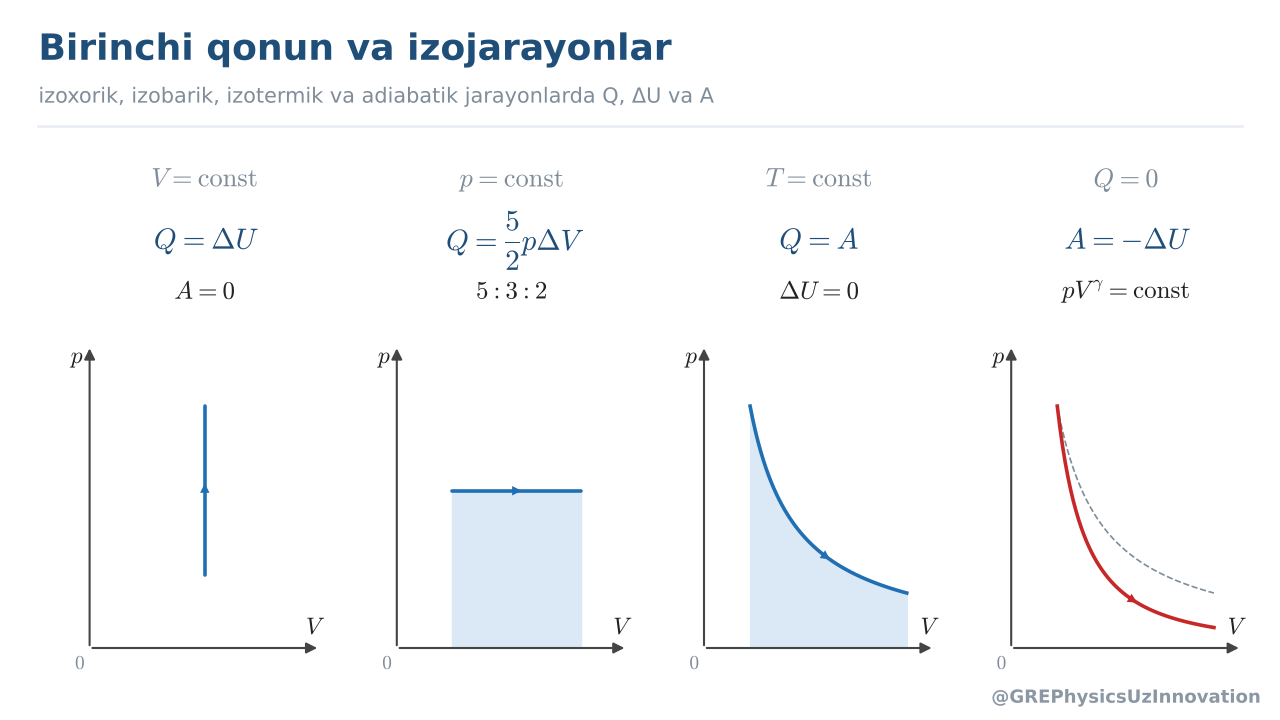 Birinchi qonun va izojarayonlar
izoxorik, izobarik, izotermik va adiabatik jarayonlarda Q, ΔU va A
V = const
Q = ΔU
A = 0
p = const
Q = 5/2 pΔV
5 : 3 : 2
T = const
Q = A
ΔU = 0
Q = 0
A = −ΔU
pV^γ = const
p
V
0
p
V
0
p
V
0
p
V
0
@GREPhysicsUzInnovation